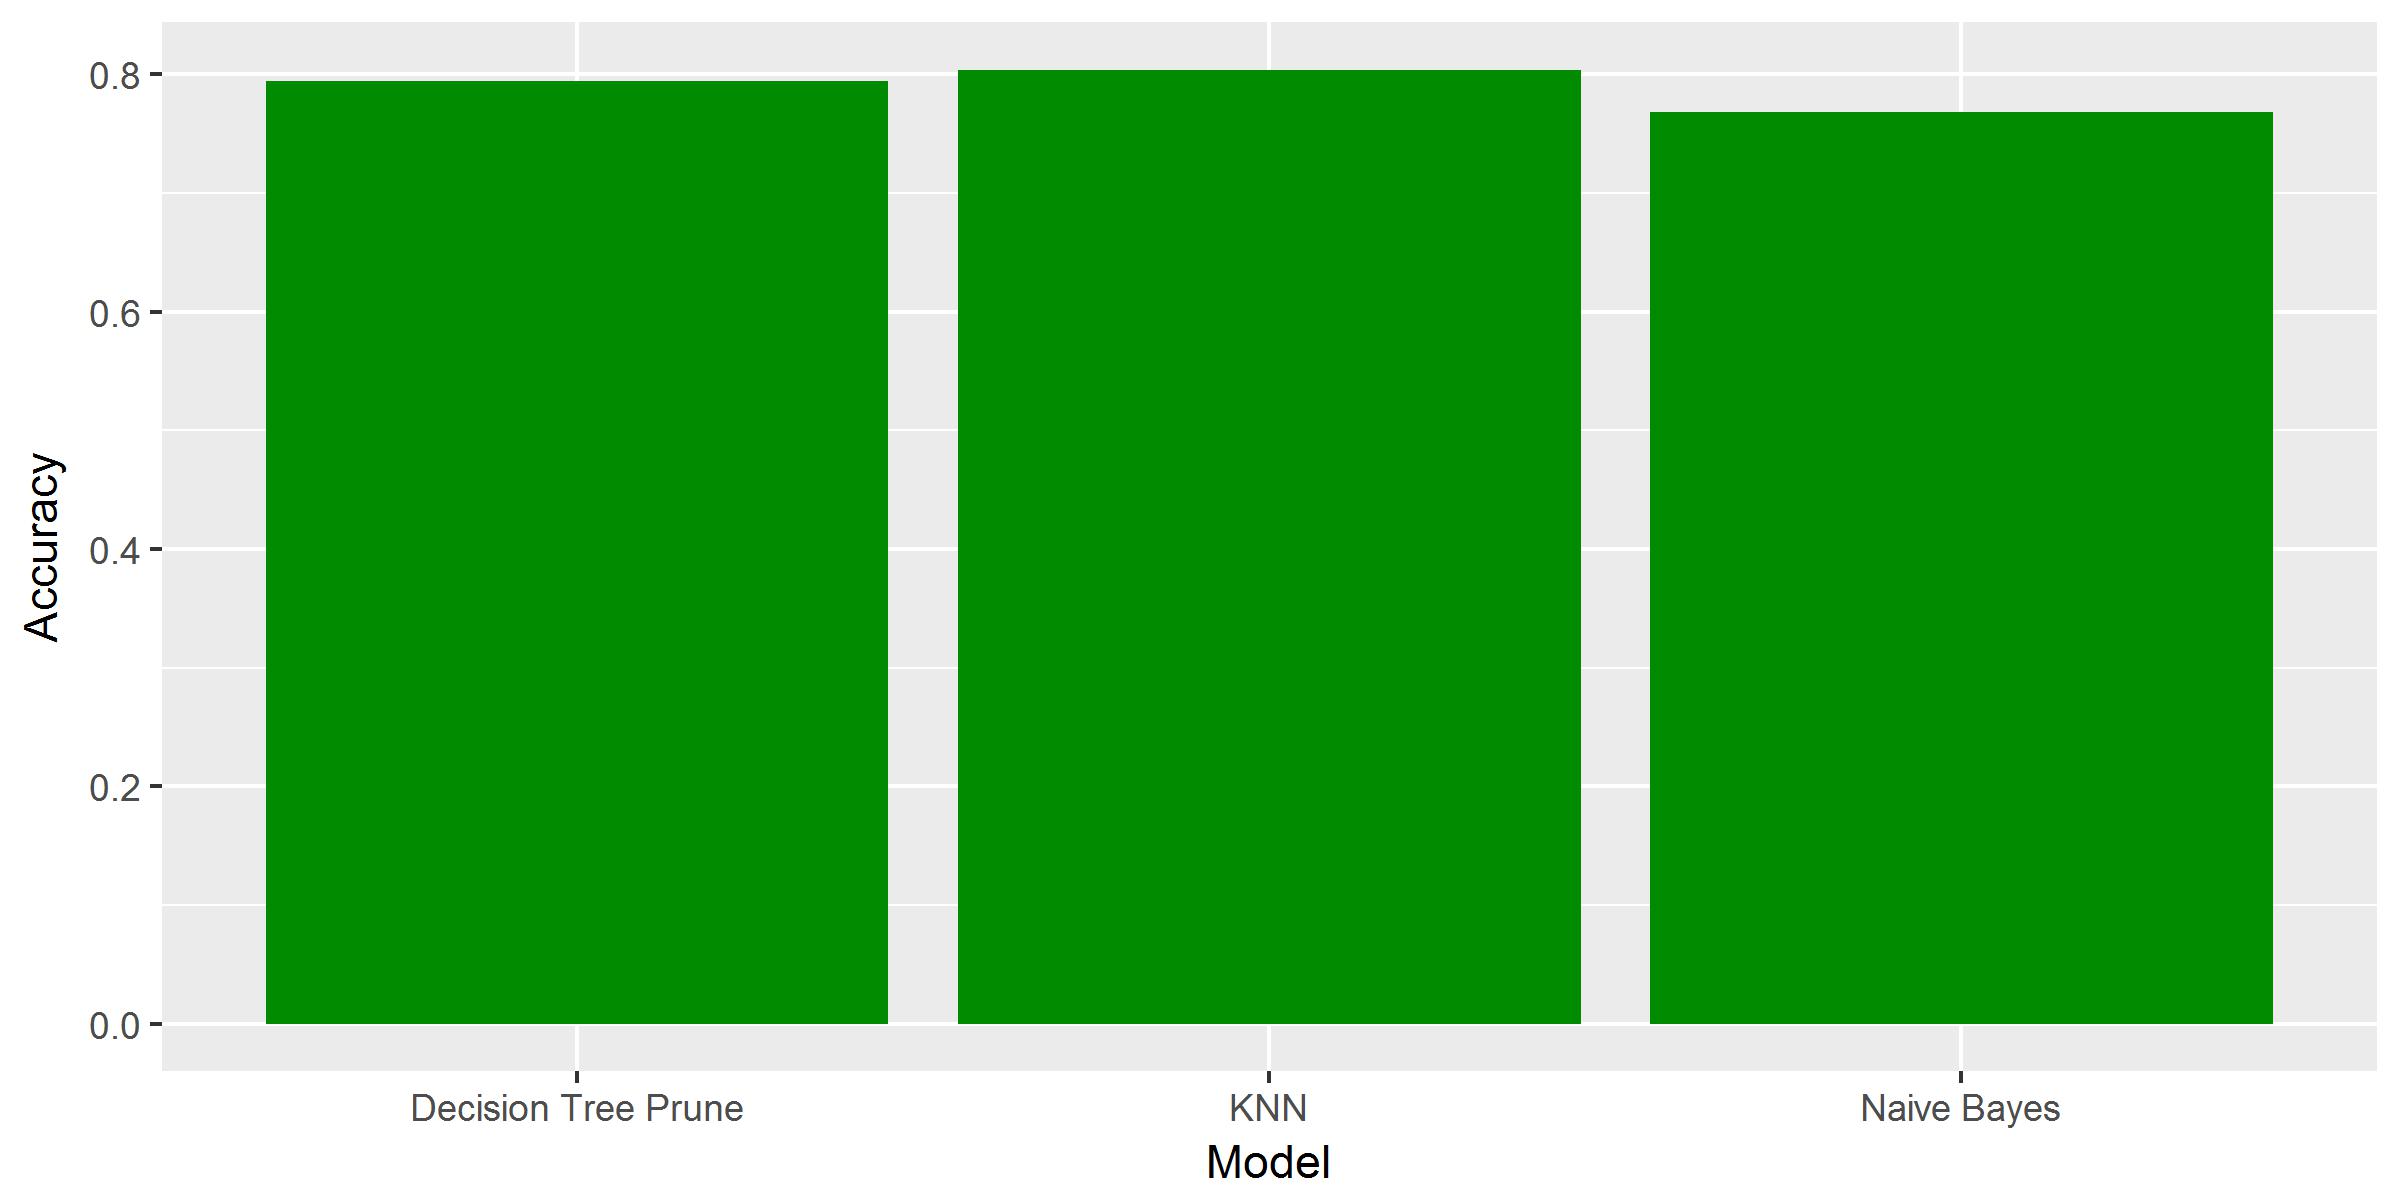 Accuracy
0.8
0.6
0.4
0.2
0.0
Decision Tree Prune
KNN
Naive Bayes
Model